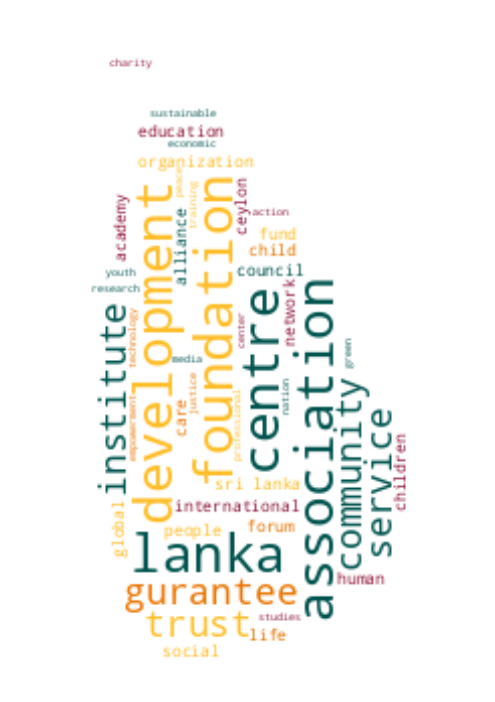 charity
sustainable
education
economic
organization
peace
training
development
foundation
academy
alliance
ceylon
action
fund
child
council
youth
research
institute
technology
centre
center
network
association
media
green
nation
justice
care
empowerment
professional
community
service
children
sri lanka
international
global
people
forum
lanka
human
gurantee
trust
studies
life
social